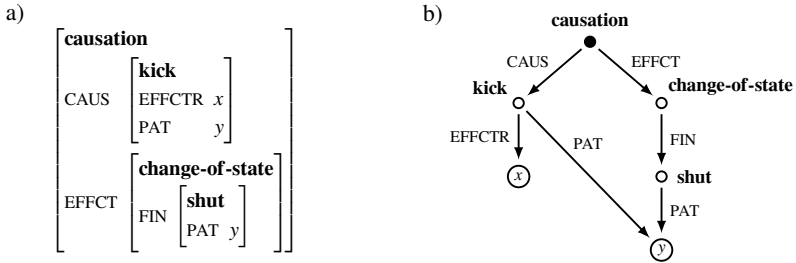 a)
causation
CAUS
kick
EFFCTR x
PAT y
EFFCT
change-of-state
FIN
shut
PAT y
b)
causation
CAUS
EFFCT
kick
change-of-state
EFFCTR
PAT
FIN
x
shut
PAT
y